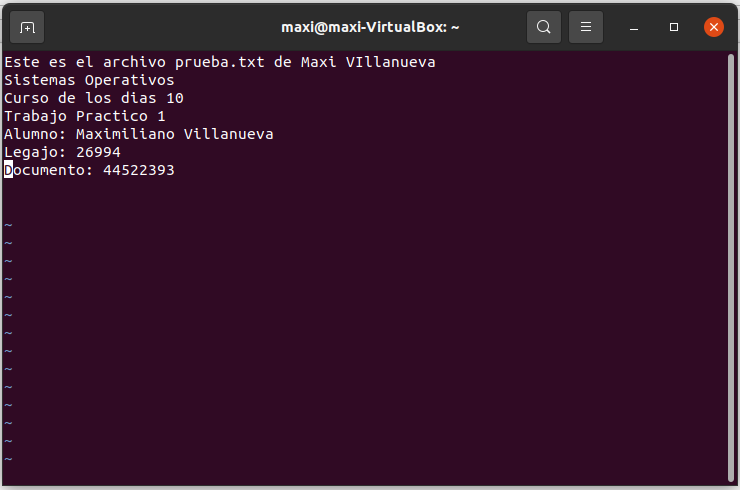 maxi@maxi-VirtualBox: ~
Este es el archivo prueba.txt de Maxi VIllanueva
Sistemas Operativos
Curso de los dias 10
Trabajo Practico 1
Alumno: Maximiliano Villanueva
Legajo: 26994
Documento: 44522393
~
~
~
~
~
~
~
~
~
~
~
~
~
~